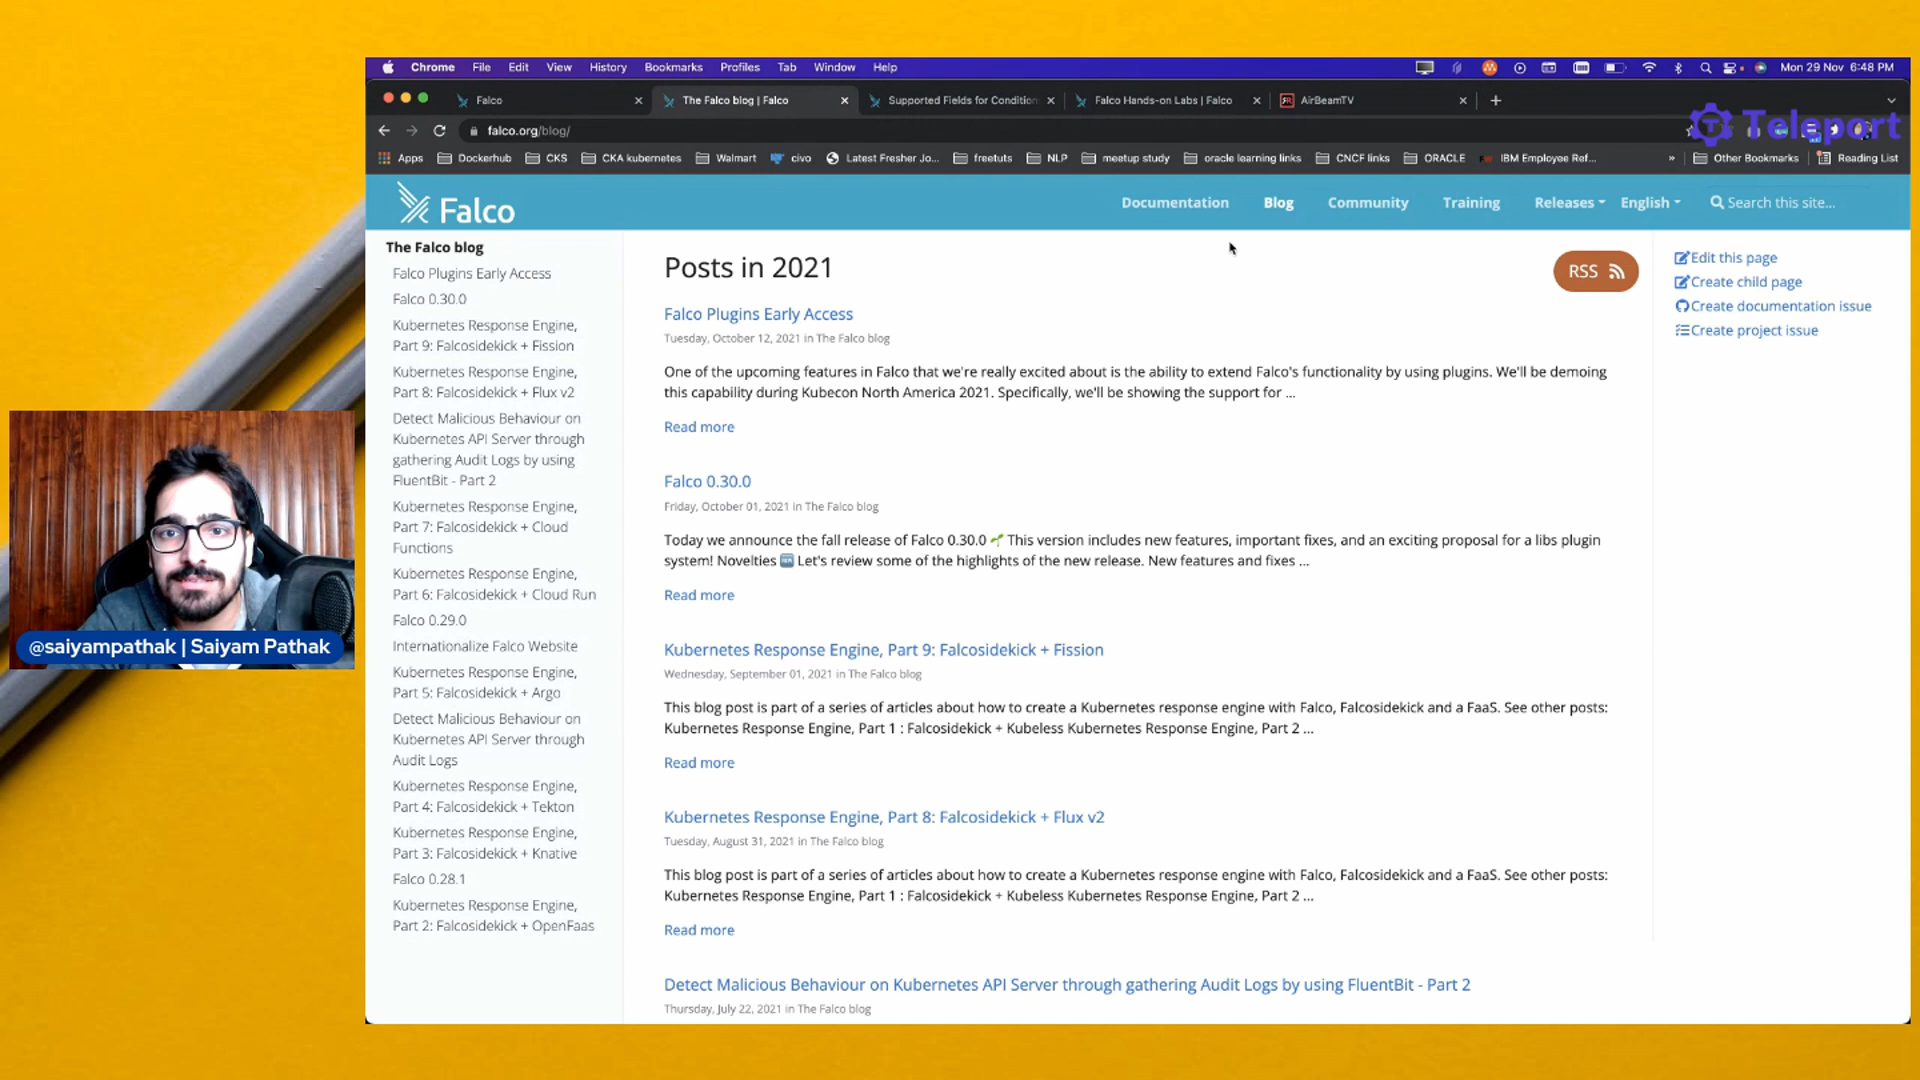 Chrome File Edit View History Bookmarks Profiles Tab Window Help
Mon 29 Nov 6:48 PM
Falco
The Falco blog | Falco
Supported Fields for Condition
Falco Hands-on Labs | Falco
AirBeamTV
falco.org/blog/
Teleport
Apps Dockerhub CKS CKA kubernetes Walmart civo Latest Fresher Jo... freetuts NLP meetup study oracle learning links CNCF links ORACLE IBM Employee Ref... » Other Bookmarks Reading List
Falco
Documentation Blog Community Training Releases English Search this site...
The Falco blog
Falco Plugins Early Access
Falco 0.30.0
Kubernetes Response Engine,
Part 9: Falcosidekick + Fission
Kubernetes Response Engine,
Part 8: Falcosidekick + Flux v2
Detect Malicious Behaviour on
Kubernetes API Server through
gathering Audit Logs by using
FluentBit - Part 2
Kubernetes Response Engine,
Part 7: Falcosidekick + Cloud
Functions
Kubernetes Response Engine,
Part 6: Falcosidekick + Cloud Run
Falco 0.29.0
Internationalize Falco Website
Kubernetes Response Engine,
Part 5: Falcosidekick + Argo
Detect Malicious Behaviour on
Kubernetes API Server through
Audit Logs
Kubernetes Response Engine,
Part 4: Falcosidekick + Tekton
Kubernetes Response Engine,
Part 3: Falcosidekick + Knative
Falco 0.28.1
Kubernetes Response Engine,
Part 2: Falcosidekick + OpenFaas
Posts in 2021
RSS
Falco Plugins Early Access
Tuesday, October 12, 2021 in The Falco blog
One of the upcoming features in Falco that we're really excited about is the ability to extend Falco's functionality by using plugins. We'll be demoing
this capability during Kubecon North America 2021. Specifically, we'll be showing the support for ...
Read more
Falco 0.30.0
Friday, October 01, 2021 in The Falco blog
Today we announce the fall release of Falco 0.30.0 🌱 This version includes new features, important fixes, and an exciting proposal for a libs plugin
system! Novelties 🆕 Let's review some of the highlights of the new release. New features and fixes ...
Read more
Kubernetes Response Engine, Part 9: Falcosidekick + Fission
Wednesday, September 01, 2021 in The Falco blog
This blog post is part of a series of articles about how to create a Kubernetes response engine with Falco, Falcosidekick and a FaaS. See other posts:
Kubernetes Response Engine, Part 1 : Falcosidekick + Kubeless Kubernetes Response Engine, Part 2 ...
Read more
Kubernetes Response Engine, Part 8: Falcosidekick + Flux v2
Tuesday, August 31, 2021 in The Falco blog
This blog post is part of a series of articles about how to create a Kubernetes response engine with Falco, Falcosidekick and a FaaS. See other posts:
Kubernetes Response Engine, Part 1 : Falcosidekick + Kubeless Kubernetes Response Engine, Part 2 ...
Read more
Detect Malicious Behaviour on Kubernetes API Server through gathering Audit Logs by using FluentBit - Part 2
Thursday, July 22, 2021 in The Falco blog
Edit this page
Create child page
Create documentation issue
Create project issue
@saiyampathak | Saiyam Pathak